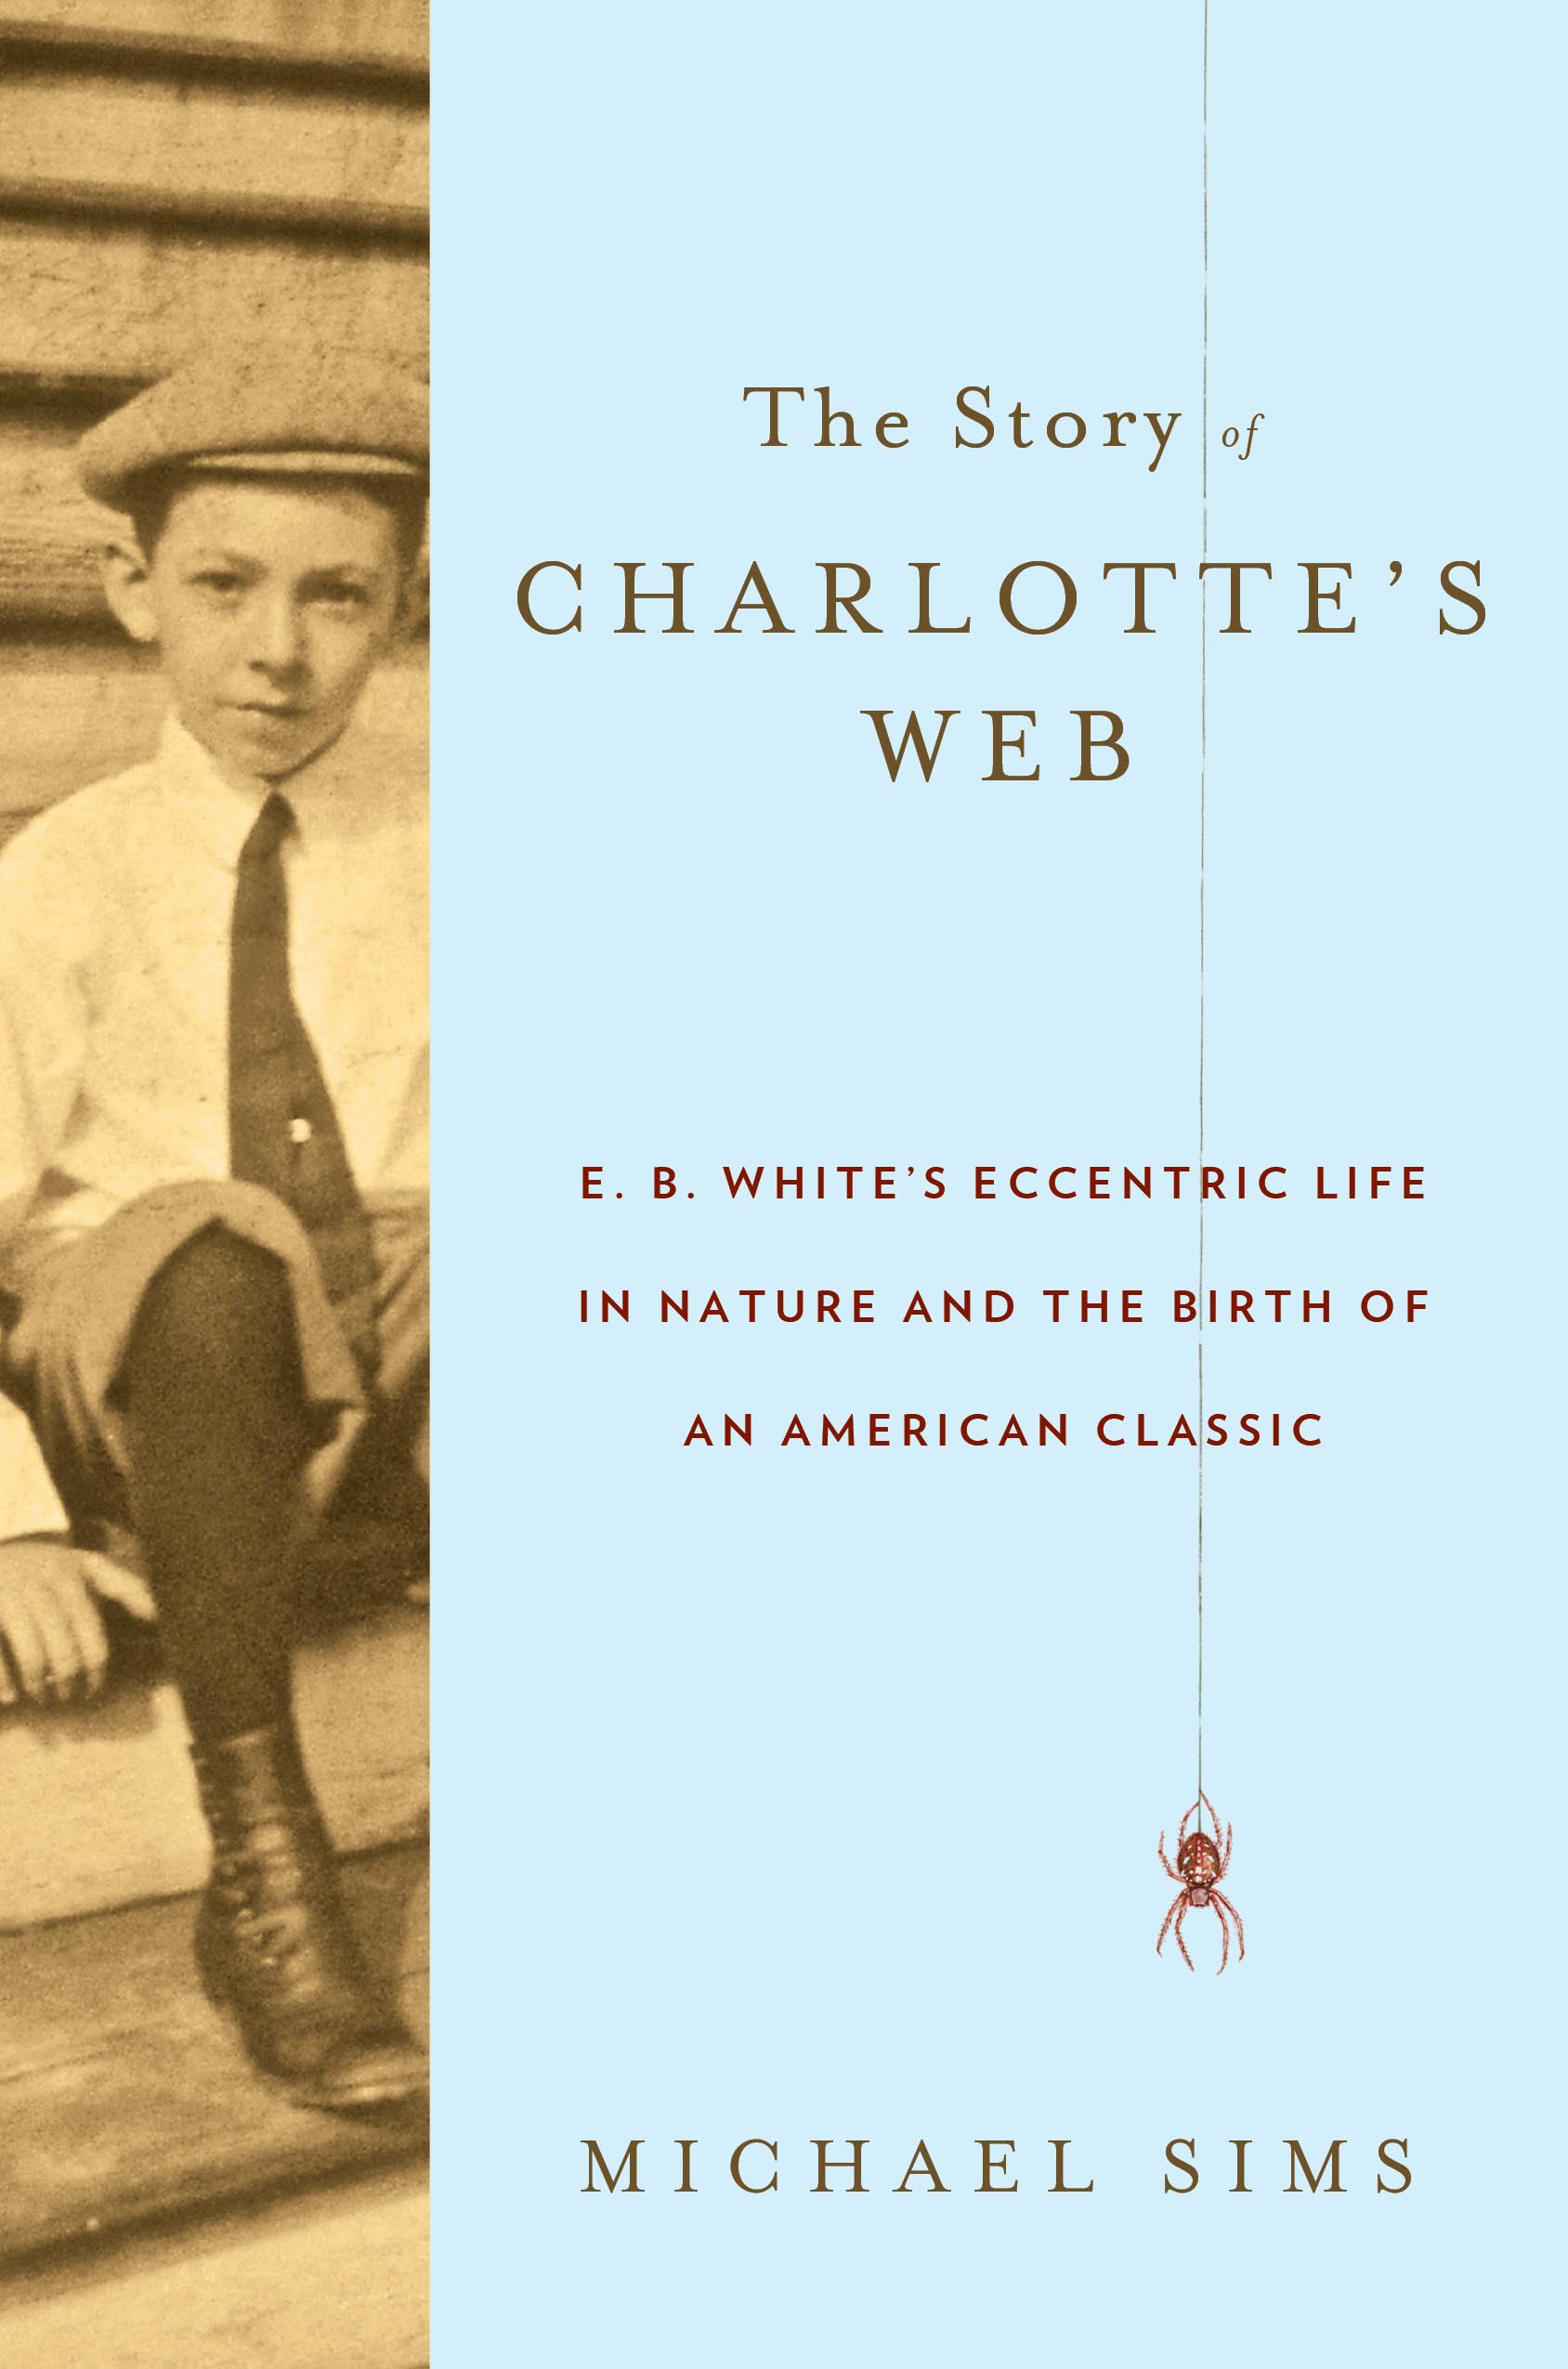 The Story of
CHARLOTTE’S
WEB
E. B. WHITE’S ECCENTRIC LIFE
IN NATURE AND THE BIRTH OF
AN AMERICAN CLASSIC
MICHAEL SIMS